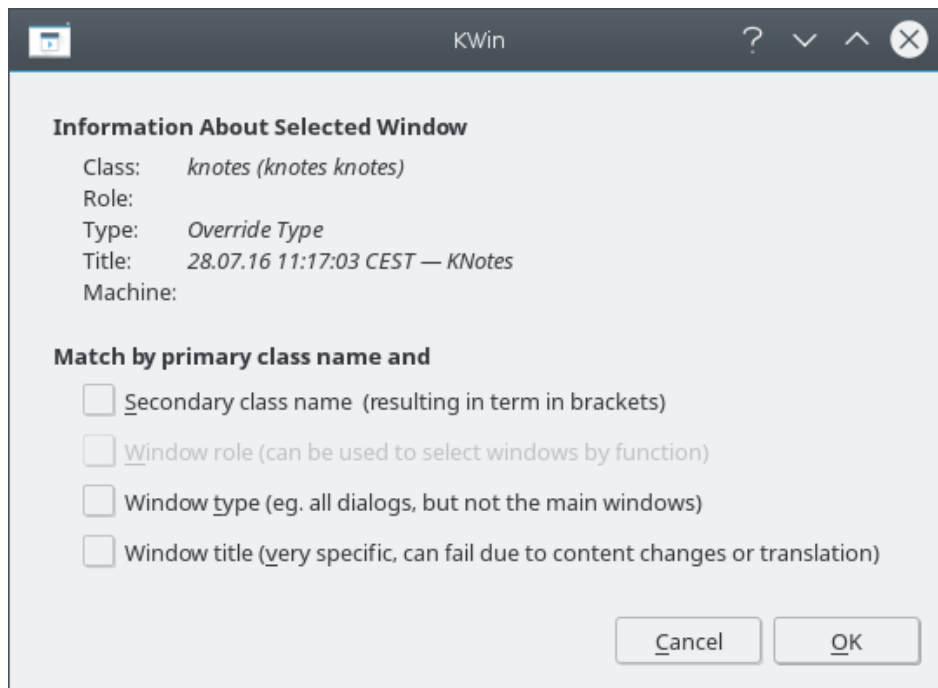 KWin
Information About Selected Window
Class: knotes (knotes knotes)
Role:
Type: Override Type
Title: 28.07.16 11:17:03 CEST — KNotes
Machine:
Match by primary class name and
Secondary class name (resulting in term in brackets)
Window role (can be used to select windows by function)
Window type (eg. all dialogs, but not the main windows)
Window title (very specific, can fail due to content changes or translation)
Cancel OK